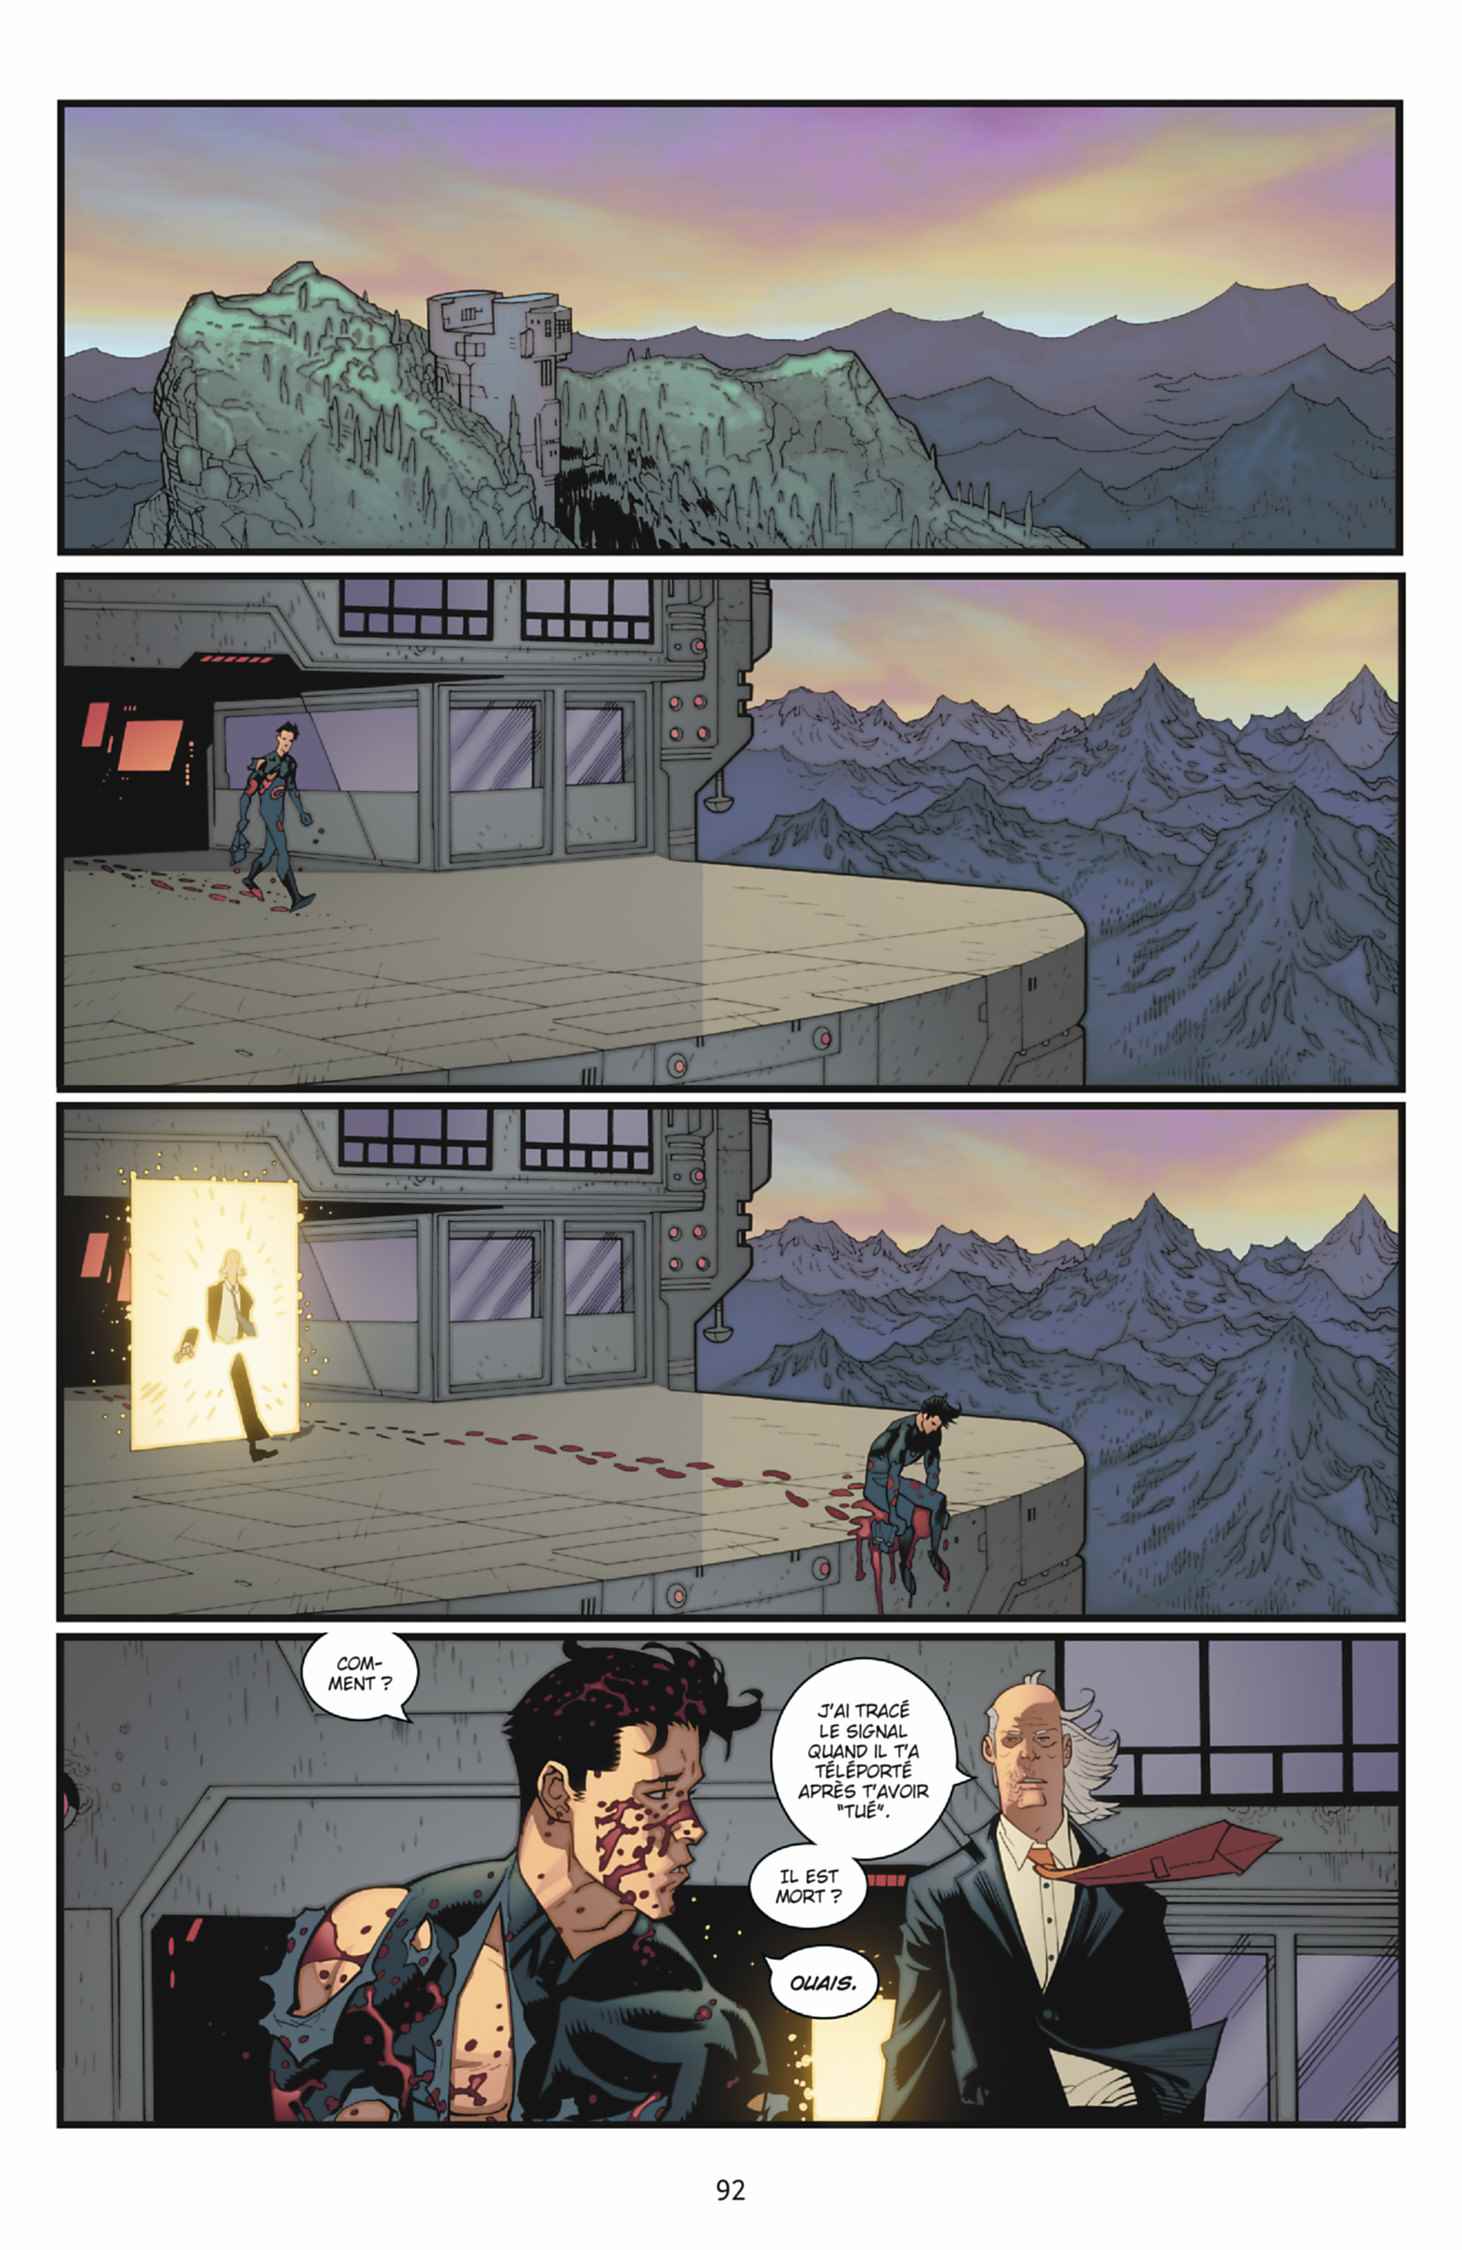 COM-
MENT ?
J'AI TRACÉ
LE SIGNAL
QUAND IL T'A
TÉLÉPORTÉ
APRÈS T'AVOIR
"TUÉ".
IL EST
MORT ?
OUAIS.
92